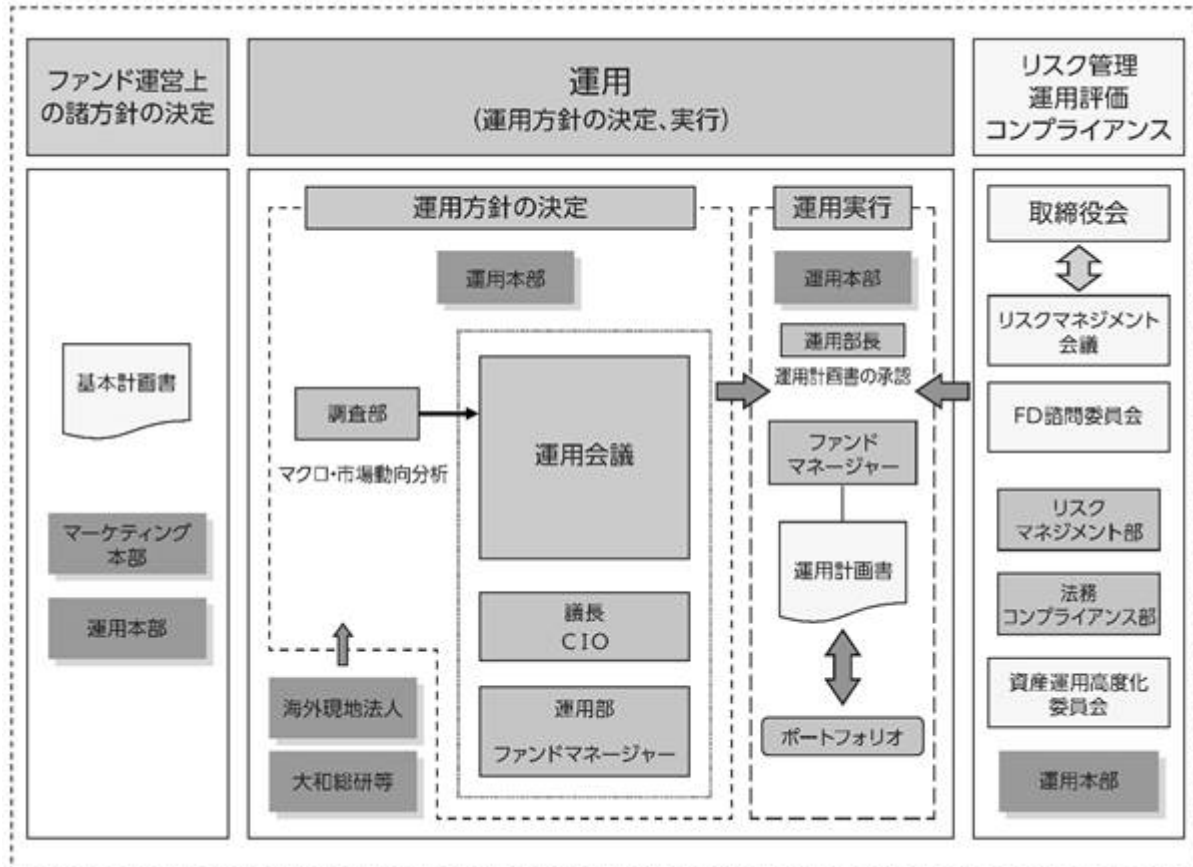 ファンド運営上
の諸方針の決定
運用
(運用方針の決定、実行)
リスク管理
運用評価
コンプライアンス
基本計画書
マーケティング
本部
運用本部
運用方針の決定
運用本部
調査部
マクロ・市場動向分析
運用会議
議長
CIO
運用部
ファンドマネージャー
海外現地法人
大和総研等
運用実行
運用本部
運用部長
運用計画書の承認
ファンド
マネージャー
運用計画書
ポートフォリオ
取締役会
リスクマネジメント
会議
FD諮問委員会
リスク
マネジメント部
法務
コンプライアンス部
資産運用高度化
委員会
運用本部